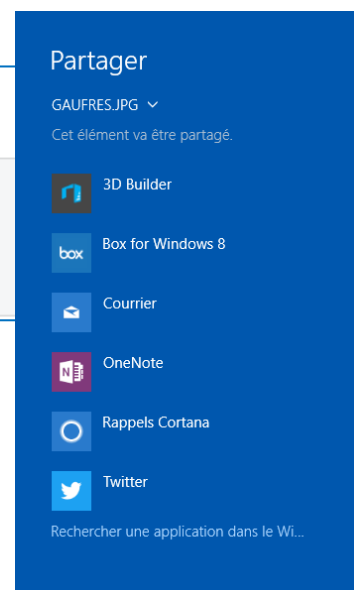 Partager
GAUFRES.JPG
Cet élément va être partagé.
3D Builder
box
Box for Windows 8
Courrier
N
OneNote
Rappels Cortana
Twitter
Rechercher une application dans le Wi...